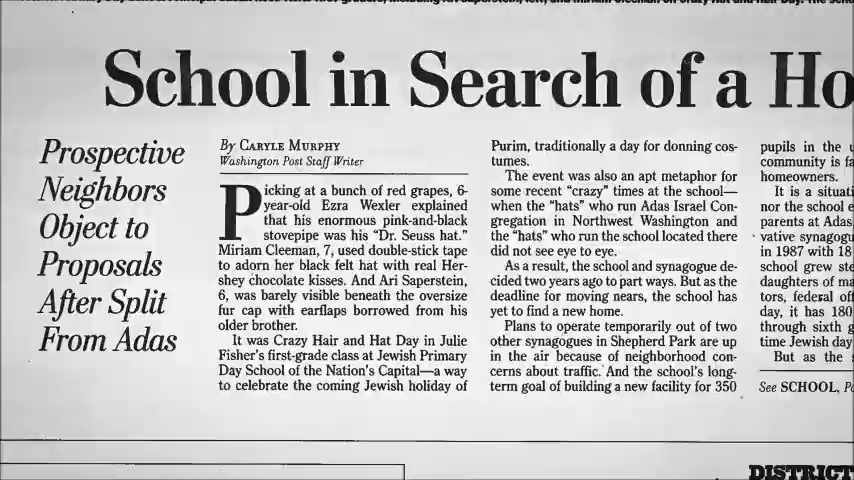 School in Search of a Ho
Prospective
Neighbors
Object to
Proposals
After Split
From Adas
By CARYLE MURPHY
Washington Post Staff Writer
Picking at a bunch of red grapes, 6-
year-old Ezra Wexler explained
that his enormous pink-and-black
stovepipe was his “Dr. Seuss hat.”
Miriam Cleeman, 7, used double-stick tape
to adorn her black felt hat with real Her-
shey chocolate kisses. And Ari Saperstein,
6, was barely visible beneath the oversize
fur cap with earflaps borrowed from his
older brother.
It was Crazy Hair and Hat Day in Julie
Fisher’s first-grade class at Jewish Primary
Day School of the Nation’s Capital—a way
to celebrate the coming Jewish holiday of
Purim, traditionally a day for donning cos-
tumes.
The event was also an apt metaphor for
some recent “crazy” times at the school—
when the “hats” who run Adas Israel Con-
gregation in Northwest Washington and
the “hats” who run the school located there
did not see eye to eye.
As a result, the school and synagogue de-
cided two years ago to part ways. But as the
deadline for moving nears, the school has
yet to find a new home.
Plans to operate temporarily out of two
other synagogues in Shepherd Park are up
in the air because of neighborhood con-
cerns about traffic. And the school’s long-
term goal of building a new facility for 350
pupils in the
community is fa
homeowners.
It is a situati
nor the school e
parents at Adas
vative synagogu
in 1987 with 18
school grew ste
daughters of ma
tors, federal off
day, it has 180
through sixth g
time Jewish day
But as the
See SCHOOL, P
DISTRICT